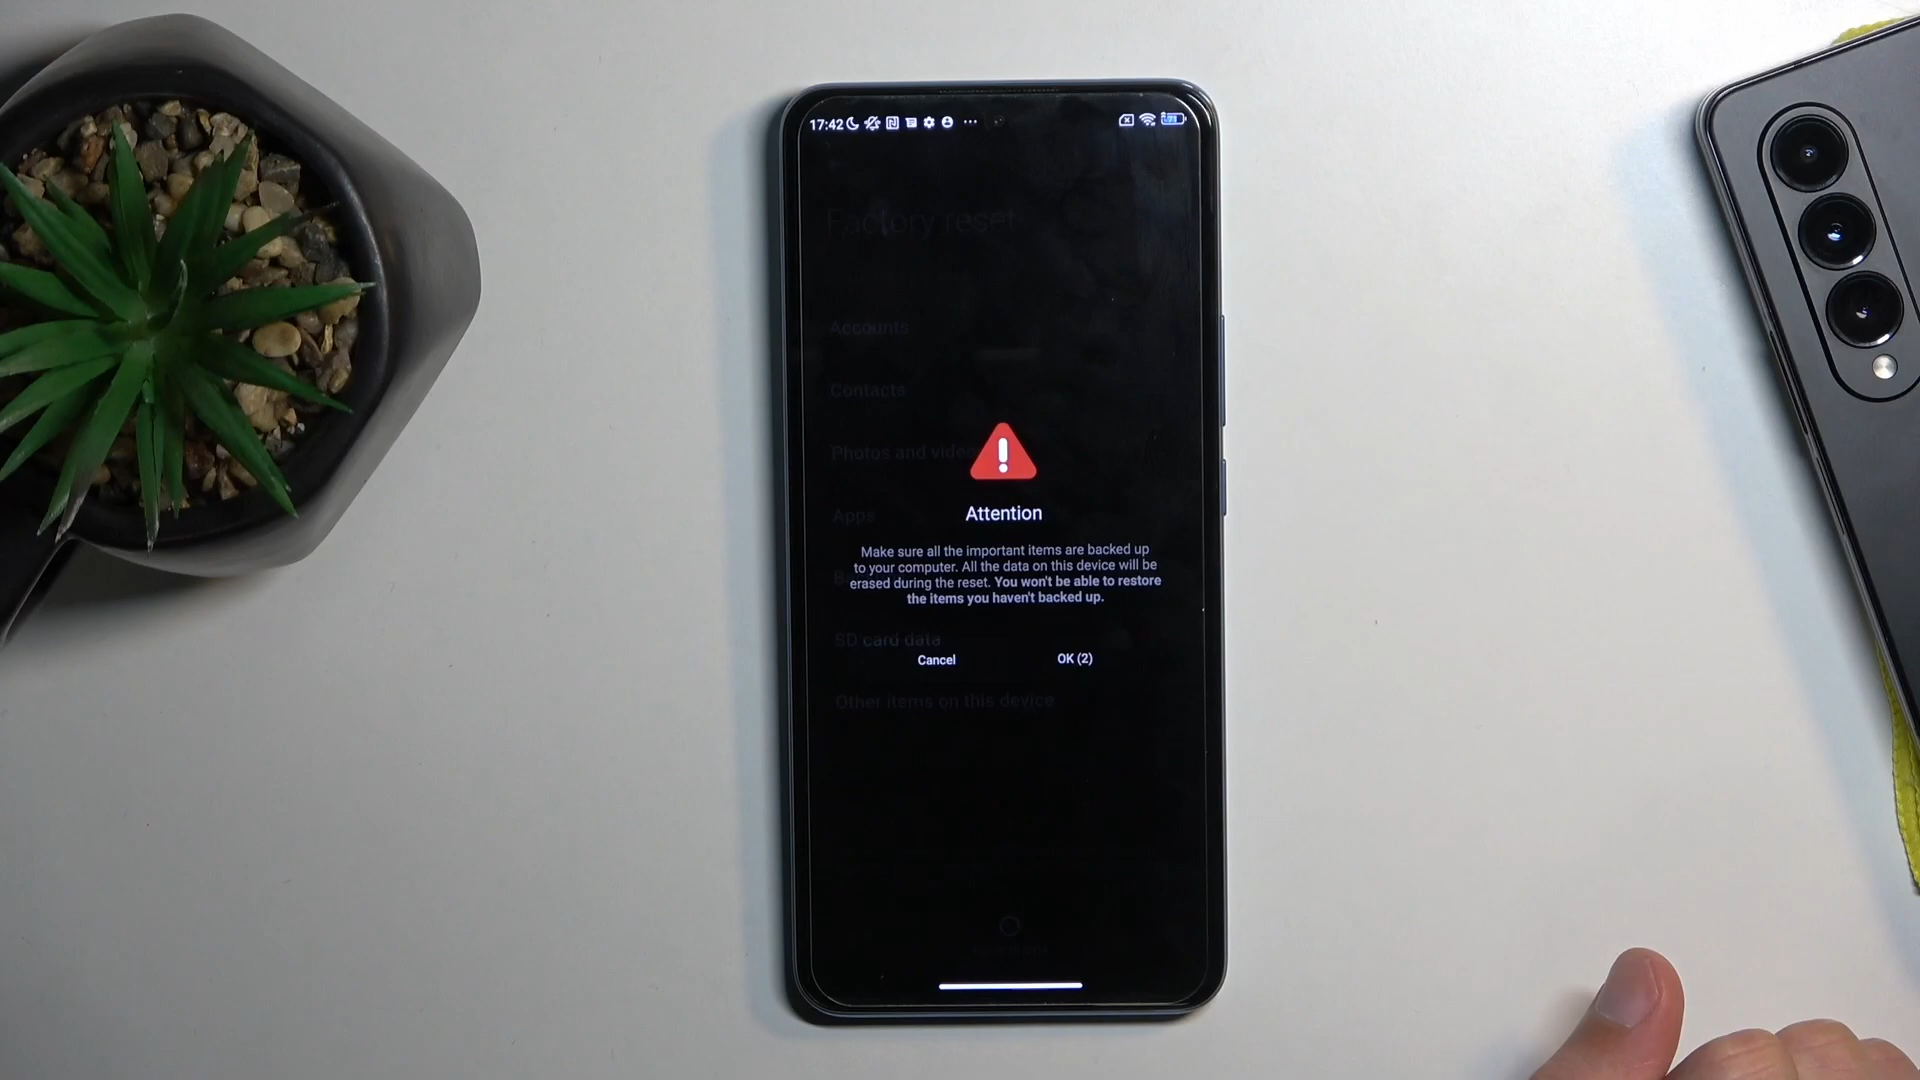 17:42
Factory reset
Accounts
Contacts
Photos and video
Apps
Attention
Make sure all the important items are backed up
to your computer. All the data on this device will be
erased during the reset. You won't be able to restore
the items you haven't backed up.
SD card data
Cancel OK (2)
Other items on this device